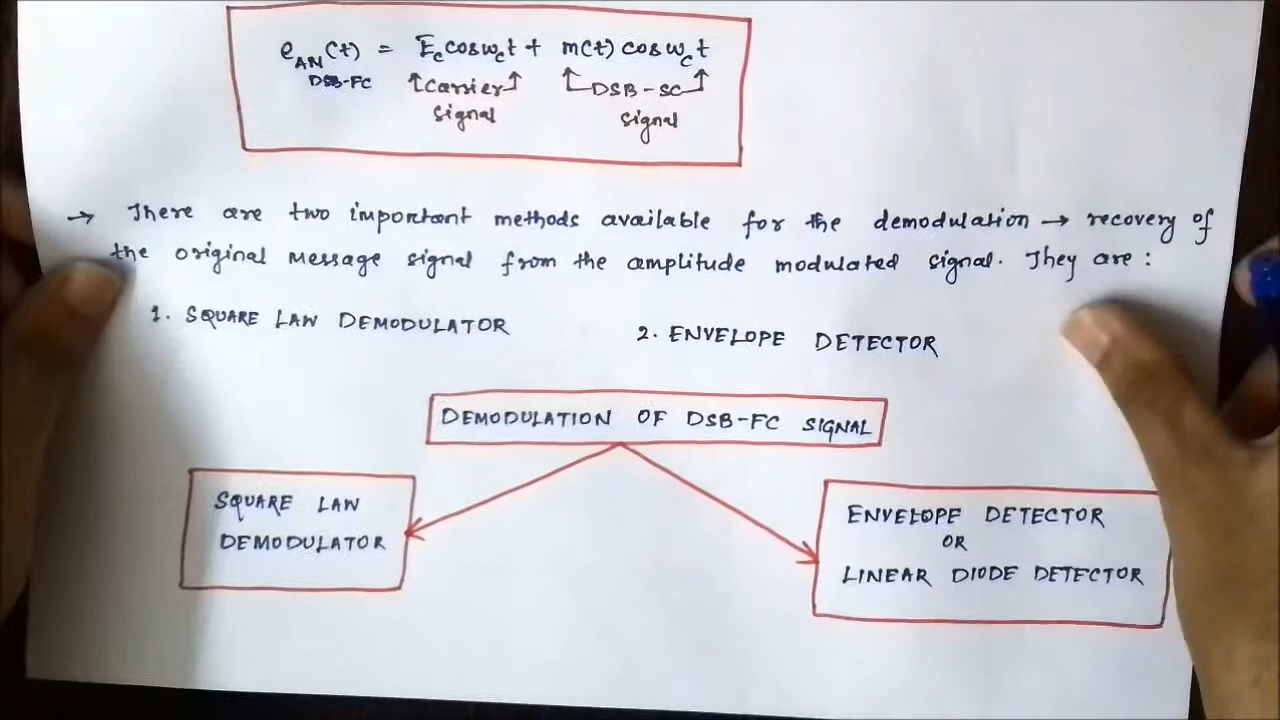 e_AM(t) = E_c cos w_c t + m(t) cos w_c t
DSB-FC
↑Carrier↑ ↑DSB-SC↑
signal signal
→ There are two important methods available for the demodulation → recovery of
the original message signal from the amplitude modulated signal. They are :
1. SQUARE LAW DEMODULATOR
2. ENVELOPE DETECTOR
DEMODULATION OF DSB-FC SIGNAL
SQUARE LAW
DEMODULATOR
ENVELOPE DETECTOR
OR
LINEAR DIODE DETECTOR